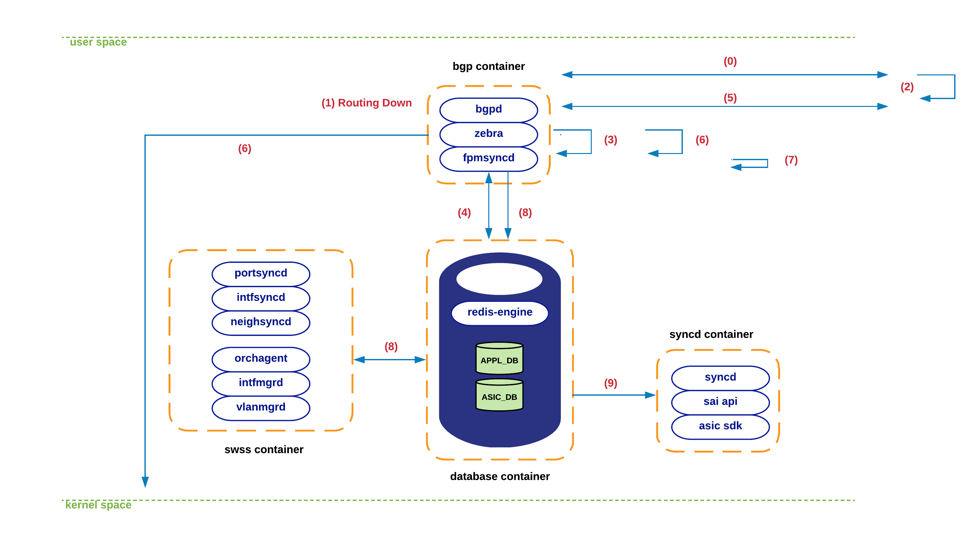 user space
bgp container
(0)
(2)
(1) Routing Down
(5)
bgpd
zebra
fpmsyncd
(3)
(6)
(6)
(7)
(4)
(8)
portsyncd
intfsyncd
neighsyncd
orchagent
intfmgrd
vlanmgrd
swss container
(8)
redis-engine
APPL_DB
ASIC_DB
database container
(9)
syncd container
syncd
sai api
asic sdk
kernel space